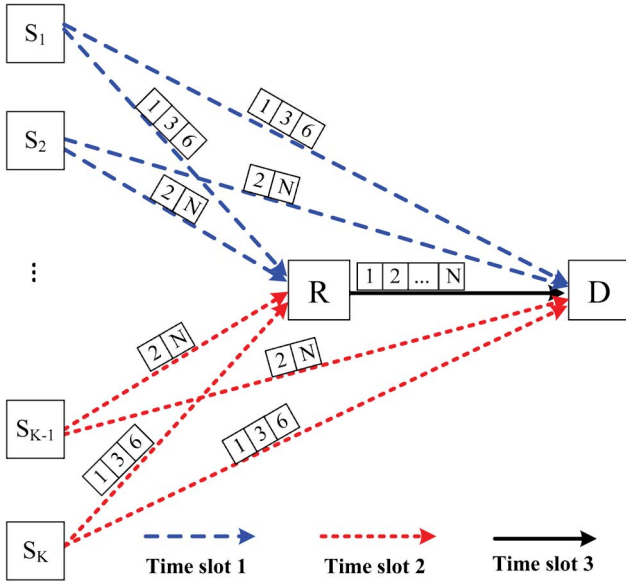 S1
1 3 6
1 3 6
S2
2 N
2 N
...
R
1 2 ... N
D
2 N
2 N
SK-1
1 3 6
1 3 6
SK
Time slot 1
Time slot 2
Time slot 3